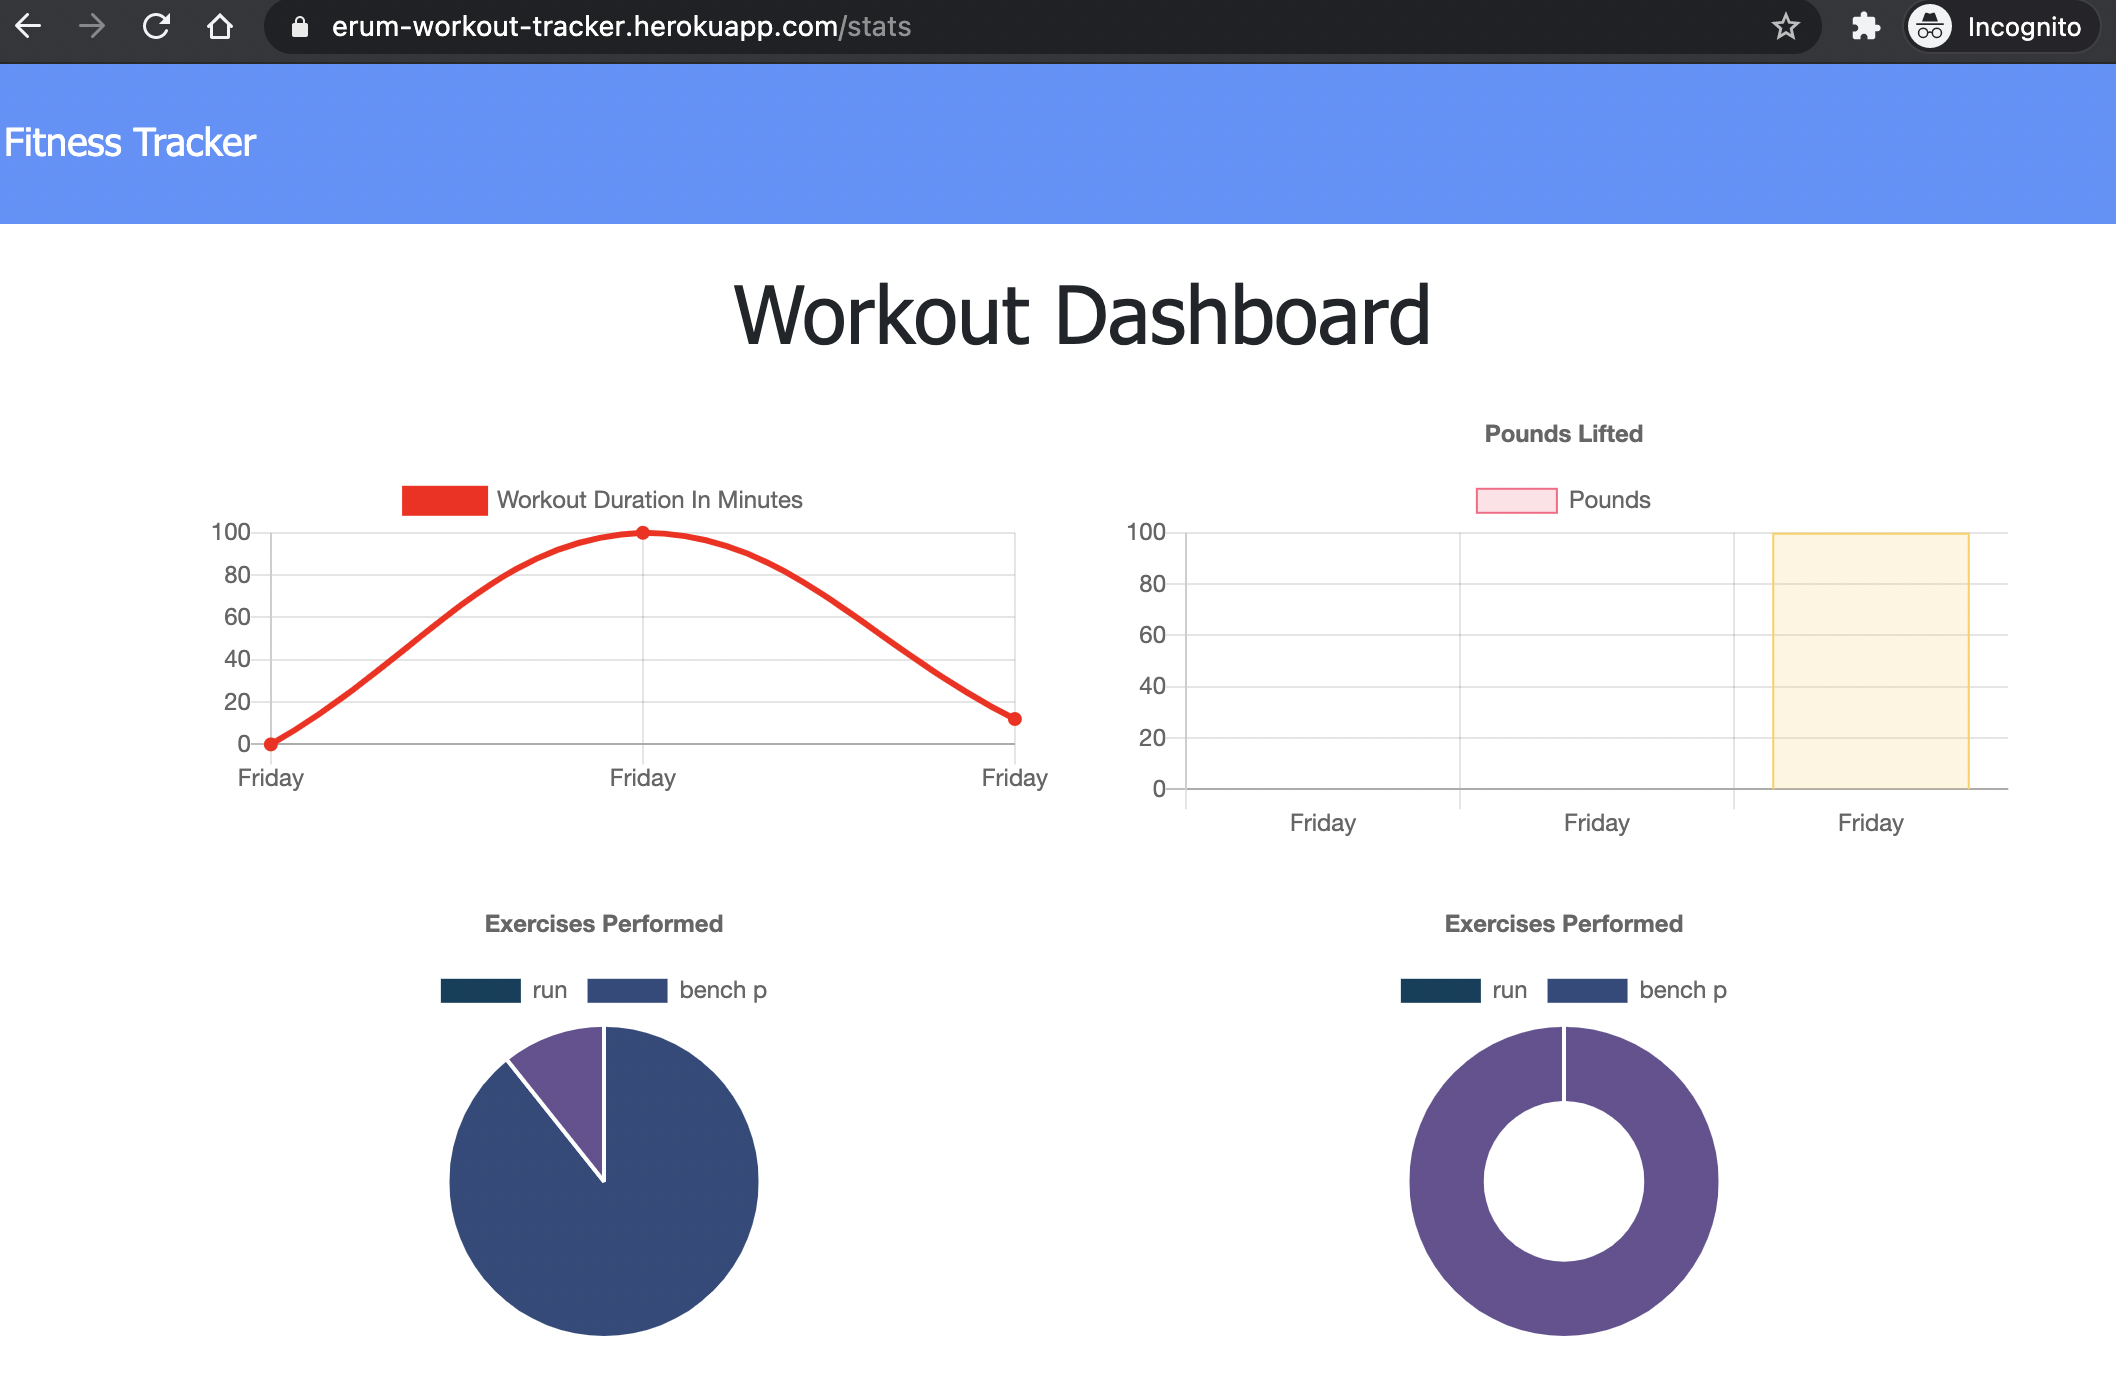 erum-workout-tracker.herokuapp.com/stats
Incognito
Fitness Tracker
Workout Dashboard
Workout Duration In Minutes
100
80
60
40
20
0
Friday Friday Friday
Pounds Lifted
Pounds
100
80
60
40
20
0
Friday Friday Friday
Exercises Performed
run bench p
Exercises Performed
run bench p